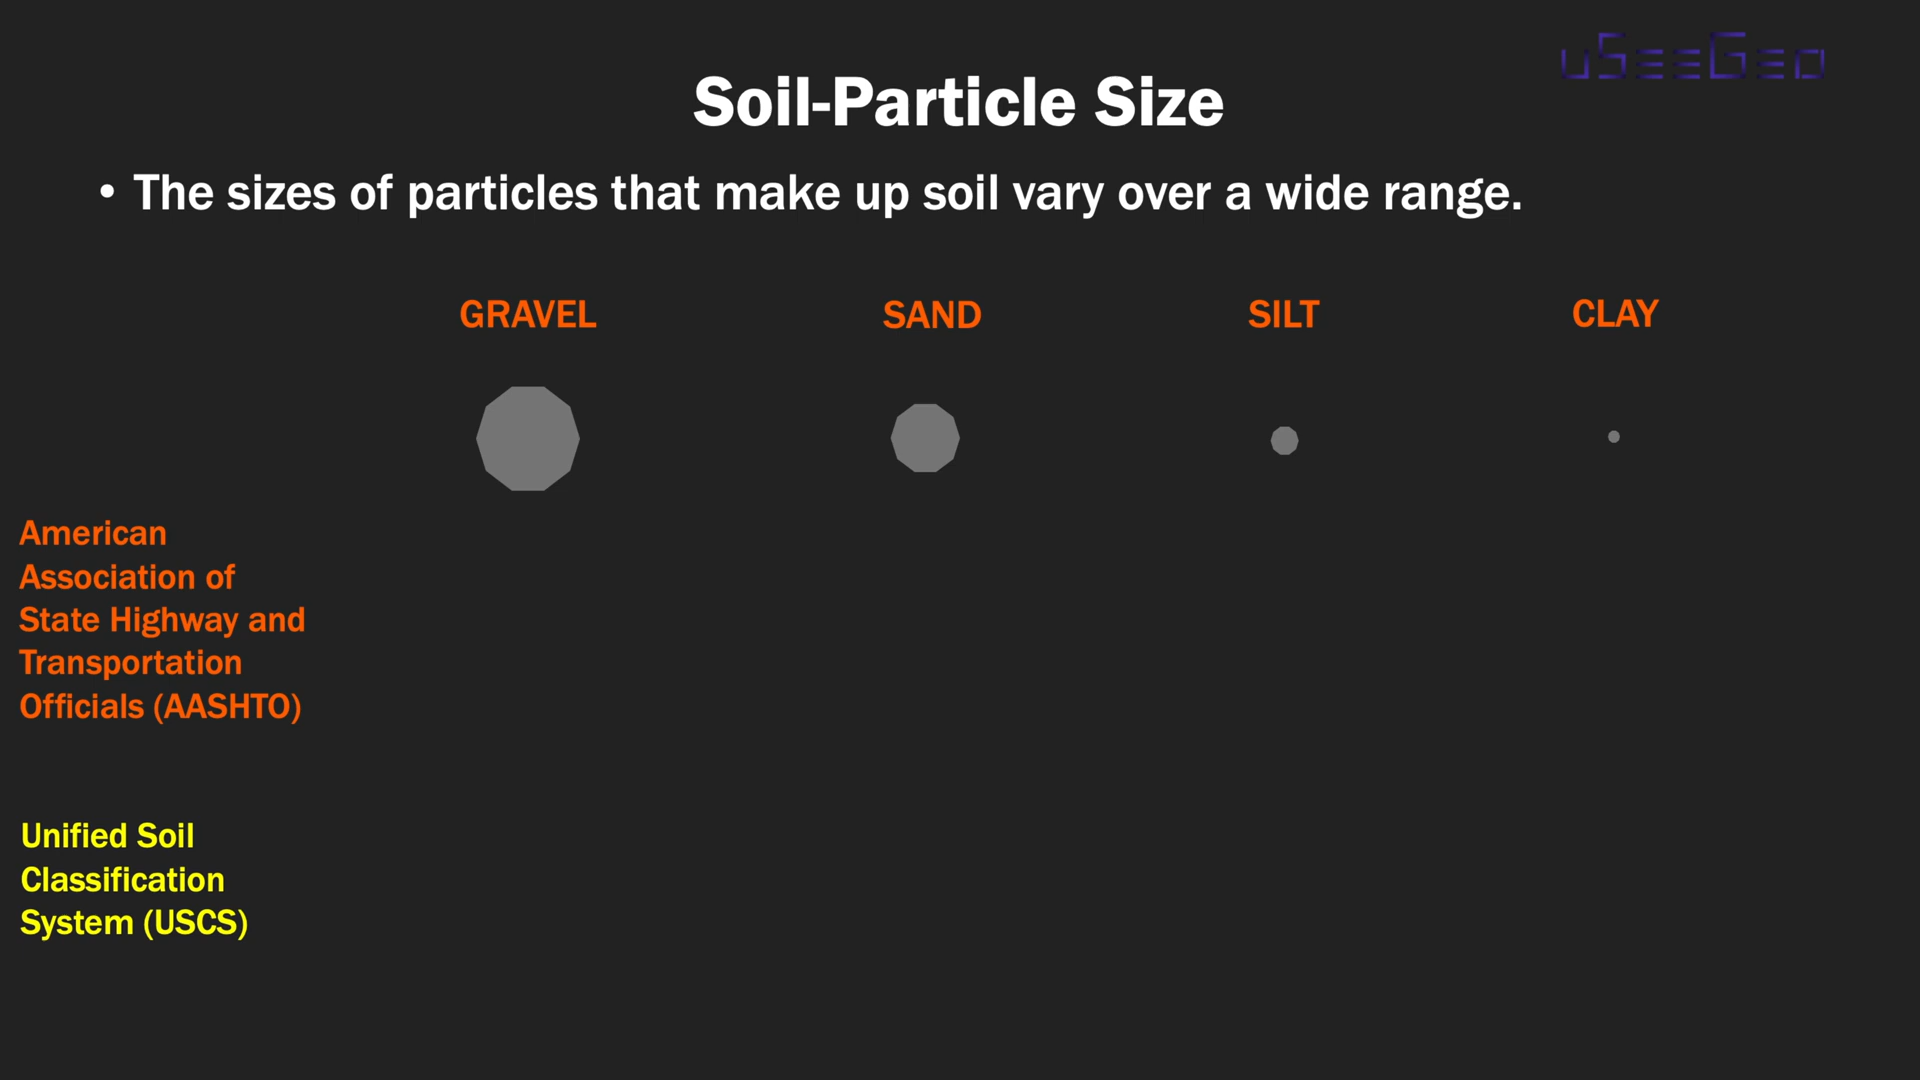 uSeeGeo
Soil-Particle Size
• The sizes of particles that make up soil vary over a wide range.
GRAVEL SAND SILT CLAY
American
Association of
State Highway and
Transportation
Officials (AASHTO)
Unified Soil
Classification
System (USCS)